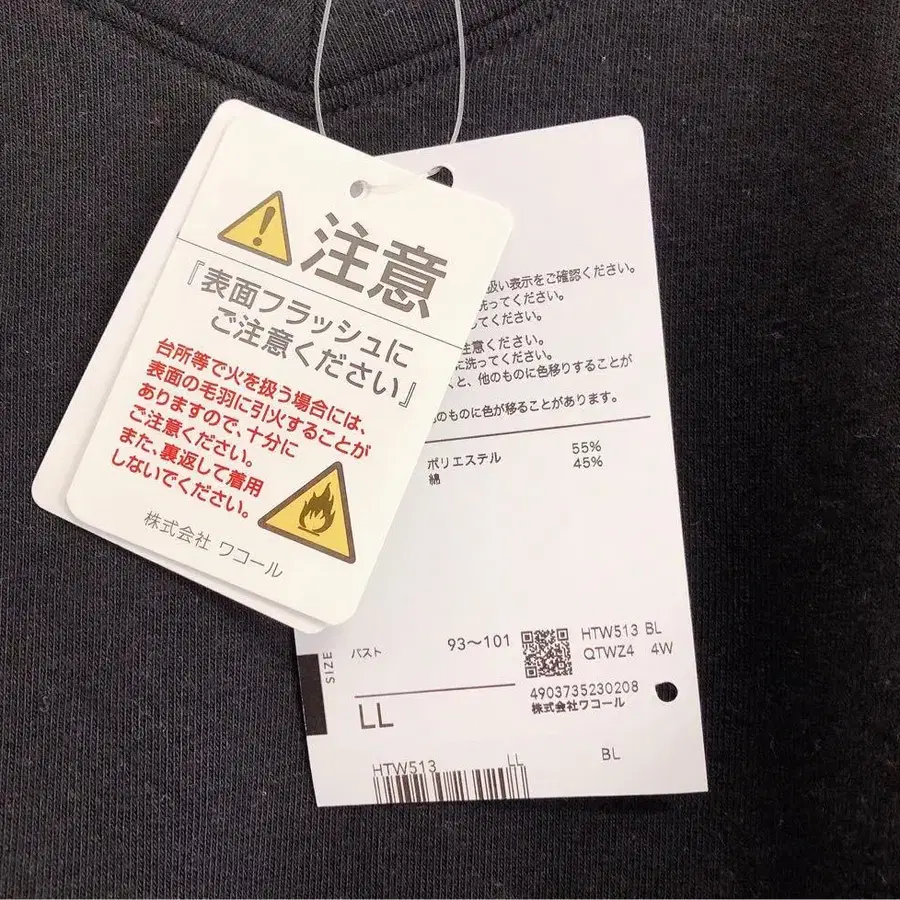 注意
『表面フラッシュに
ご注意ください』
台所等で火を扱う場合には、
表面の毛羽に引火することが
ありますので、十分に
ご注意ください。
また、裏返して着用
しないでください。
株式会社 ワコール
扱い表示をご確認ください。
洗ってください。
してください。
注意ください。
に洗ってください。
くと、他のものに色移りすることが
のものに色が移ることがあります。
ポリエステル 55%
綿 45%
SIZE
バスト 93～101
HTW513 BL
QTWZ4 4W
4903735230208
株式会社ワコール
LL
HTW513 LL BL